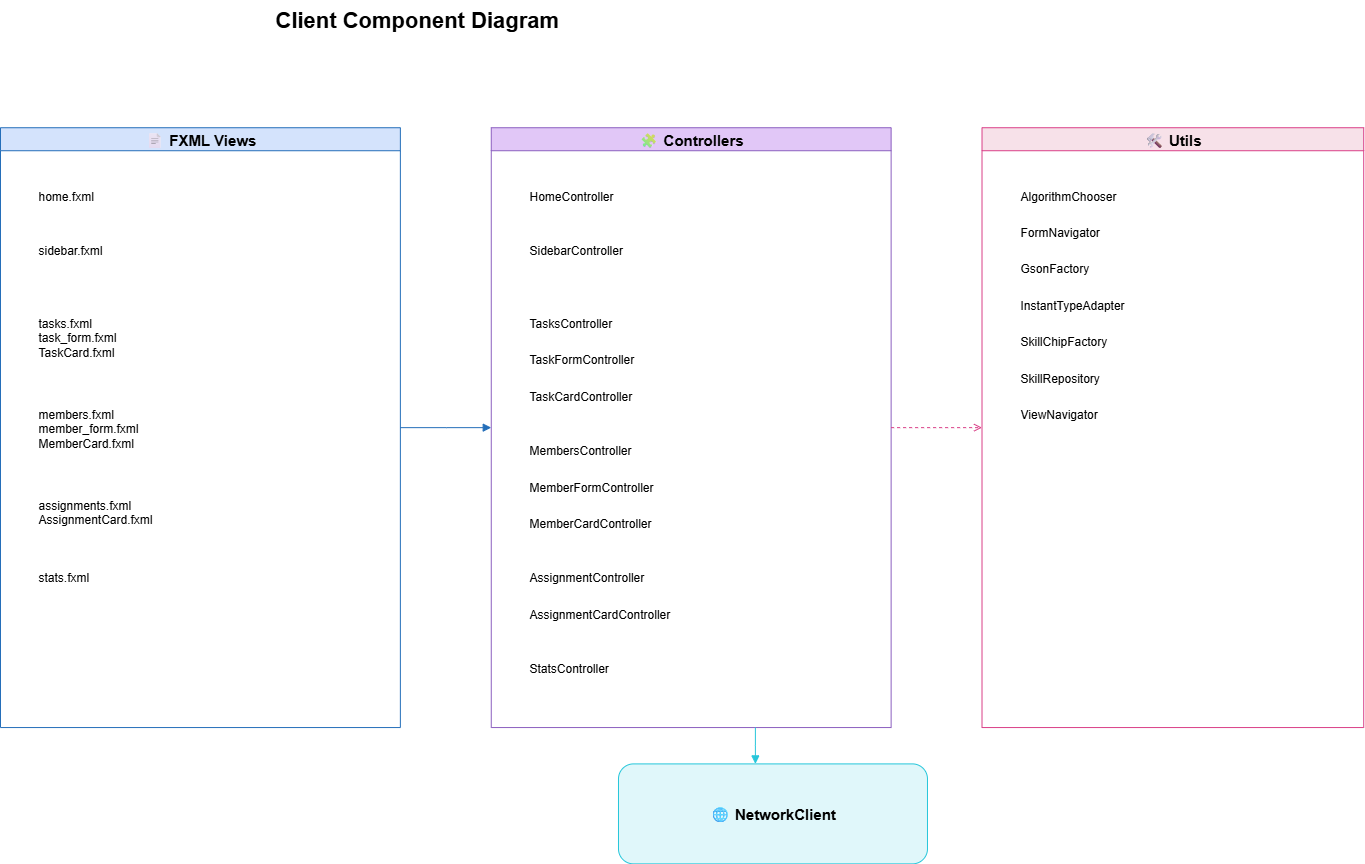 Client Component Diagram
FXML Views
home.fxml
sidebar.fxml
tasks.fxml
task_form.fxml
TaskCard.fxml
members.fxml
member_form.fxml
MemberCard.fxml
assignments.fxml
AssignmentCard.fxml
stats.fxml
Controllers
HomeController
SidebarController
TasksController
TaskFormController
TaskCardController
MembersController
MemberFormController
MemberCardController
AssignmentController
AssignmentCardController
StatsController
Utils
AlgorithmChooser
FormNavigator
GsonFactory
InstantTypeAdapter
SkillChipFactory
SkillRepository
ViewNavigator
NetworkClient